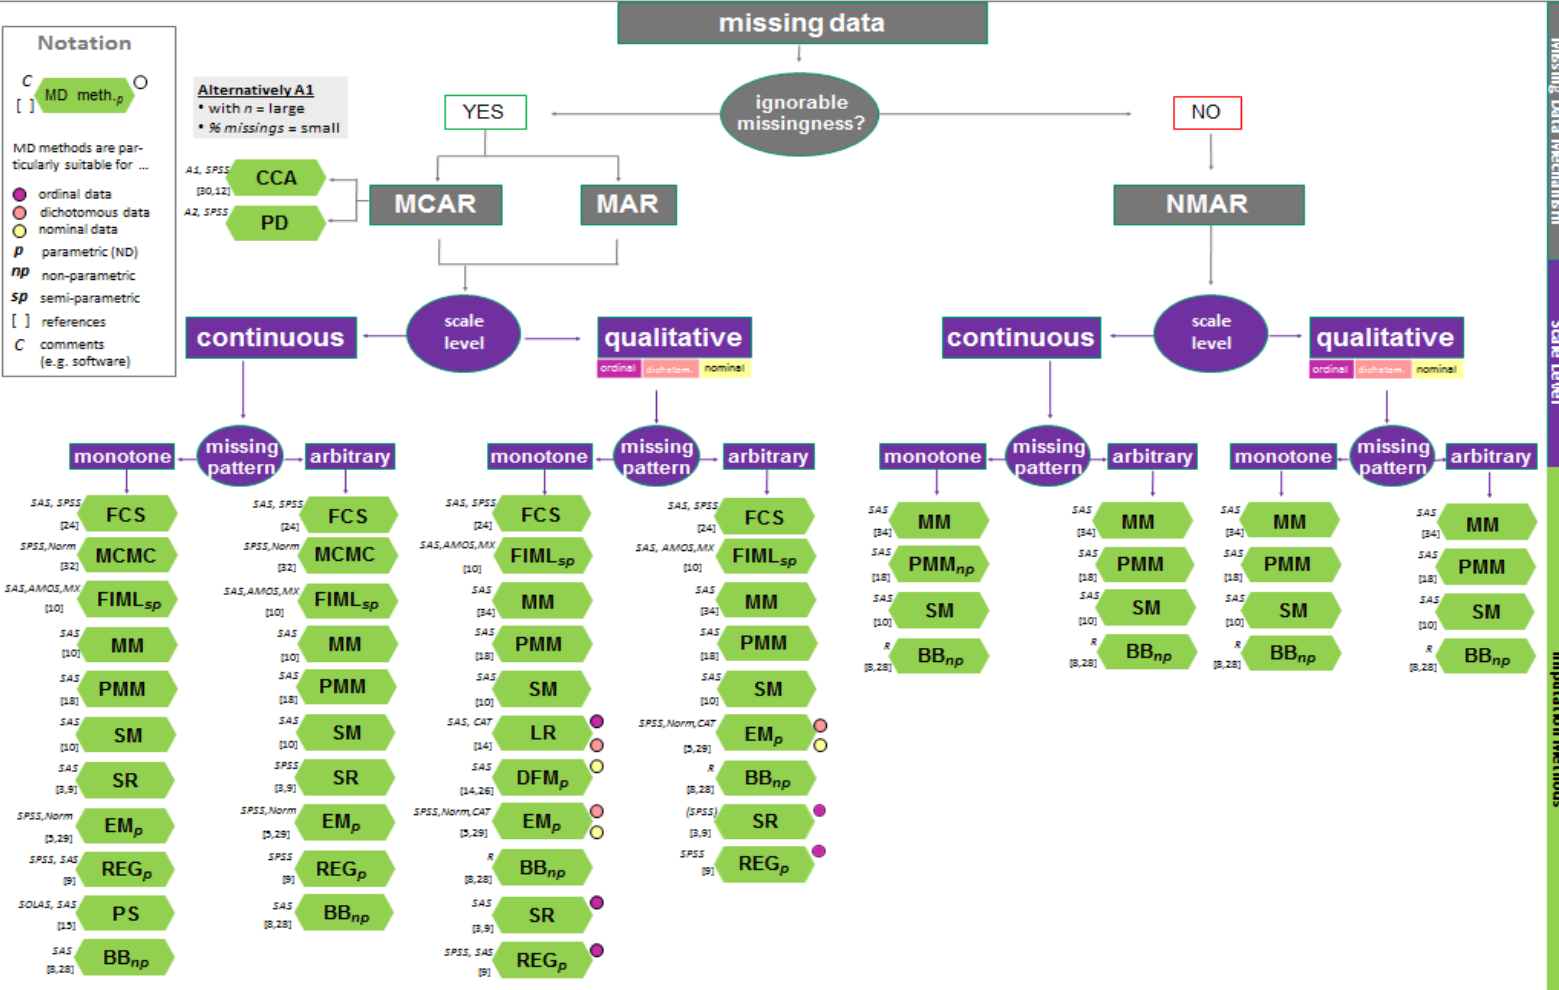 missing data
Notation
C
[ ]
MD meth.p
MD methods are par-
ticularly suitable for ...
ordinal data
dichotomous data
nominal data
p parametric (ND)
np non-parametric
sp semi-parametric
[ ] references
C comments
(e.g. software)
Alternatively A1
• with n = large
• % missings = small
YES
ignorable
missingness?
NO
A1, SPSS
[30,12]
CCA
A2, SPSS
PD
MCAR
MAR
NMAR
continuous
scale
level
qualitative
ordinal dichotom. nominal
continuous
scale
level
qualitative
ordinal dichotom. nominal
monotone
missing
pattern
arbitrary
monotone
missing
pattern
arbitrary
monotone
missing
pattern
arbitrary
monotone
missing
pattern
arbitrary
SAS, SPSS
[24]
FCS
SPSS,Norm
[32]
MCMC
SAS,AMOS,MX
[10]
FIMLsp
SAS
[10]
MM
SAS
[18]
PMM
SAS
[10]
SM
SAS
[3,9]
SR
SPSS,Norm
[5,29]
EMp
SPSS, SAS
[9]
REGp
SOLAS, SAS
[15]
PS
SAS
[8,28]
BBnp
SAS, SPSS
[24]
FCS
SPSS,Norm
[32]
MCMC
SAS,AMOS,MX
[10]
FIMLsp
SAS
[10]
MM
SAS
[18]
PMM
SAS
[10]
SM
SPSS
[3,9]
SR
SPSS,Norm
[5,29]
EMp
SPSS
[9]
REGp
SAS
[8,28]
BBnp
SAS, SPSS
[24]
FCS
SAS,AMOS,MX
[10]
FIMLsp
SAS
[34]
MM
SAS
[18]
PMM
SAS
[10]
SM
SAS, CAT
[14]
LR
SAS
[14,26]
DFMp
SPSS,Norm,CAT
[5,29]
EMp
R
[8,28]
BBnp
SAS
[3,9]
SR
SPSS, SAS
[9]
REGp
SAS, SPSS
[24]
FCS
SAS, AMOS,MX
[10]
FIMLsp
SAS
[34]
MM
SAS
[18]
PMM
SAS
[10]
SM
SPSS,Norm,CAT
[5,29]
EMp
R
[8,28]
BBnp
(SPSS)
[3,9]
SR
SPSS
[9]
REGp
SAS
[34]
MM
SAS
[18]
PMMnp
SAS
[10]
SM
R
[8,28]
BBnp
SAS
[34]
MM
SAS
[18]
PMM
SAS
[10]
SM
R
[8,28]
BBnp
SAS
[34]
MM
SAS
[18]
PMM
SAS
[10]
SM
R
[8,28]
BBnp
SAS
[34]
MM
SAS
[18]
PMM
SAS
[10]
SM
R
[8,28]
BBnp
Missing Data Mechanism
Scale Level
Imputation Methods